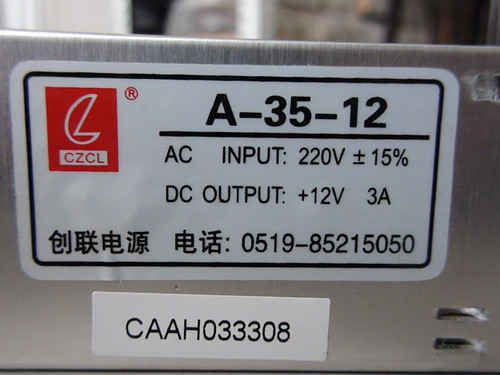 CZCL
®
A-35-12
AC INPUT: 220V ±15%
DC OUTPUT: +12V 3A
创联电源 电话: 0519-85215050
CAAH033308